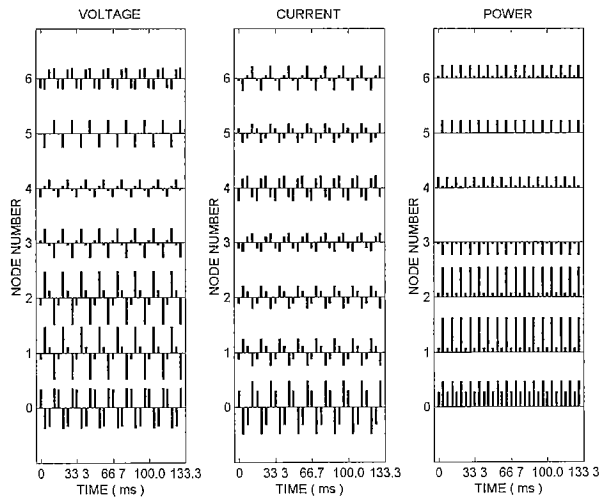 VOLTAGE
NODE NUMBER
6
5
4
3
2
1
0
0 33 3 66 7 100.0 133.3
TIME ( ms )
CURRENT
NODE NUMBER
6
5
4
3
2
1
0
0 33 3 66.7 100.0 133.3
TIME ( ms )
POWER
NODE NUMBER
6
5
4
3
2
1
0
0 33 3 66 7 100.0 133 3
TIME ( ms )